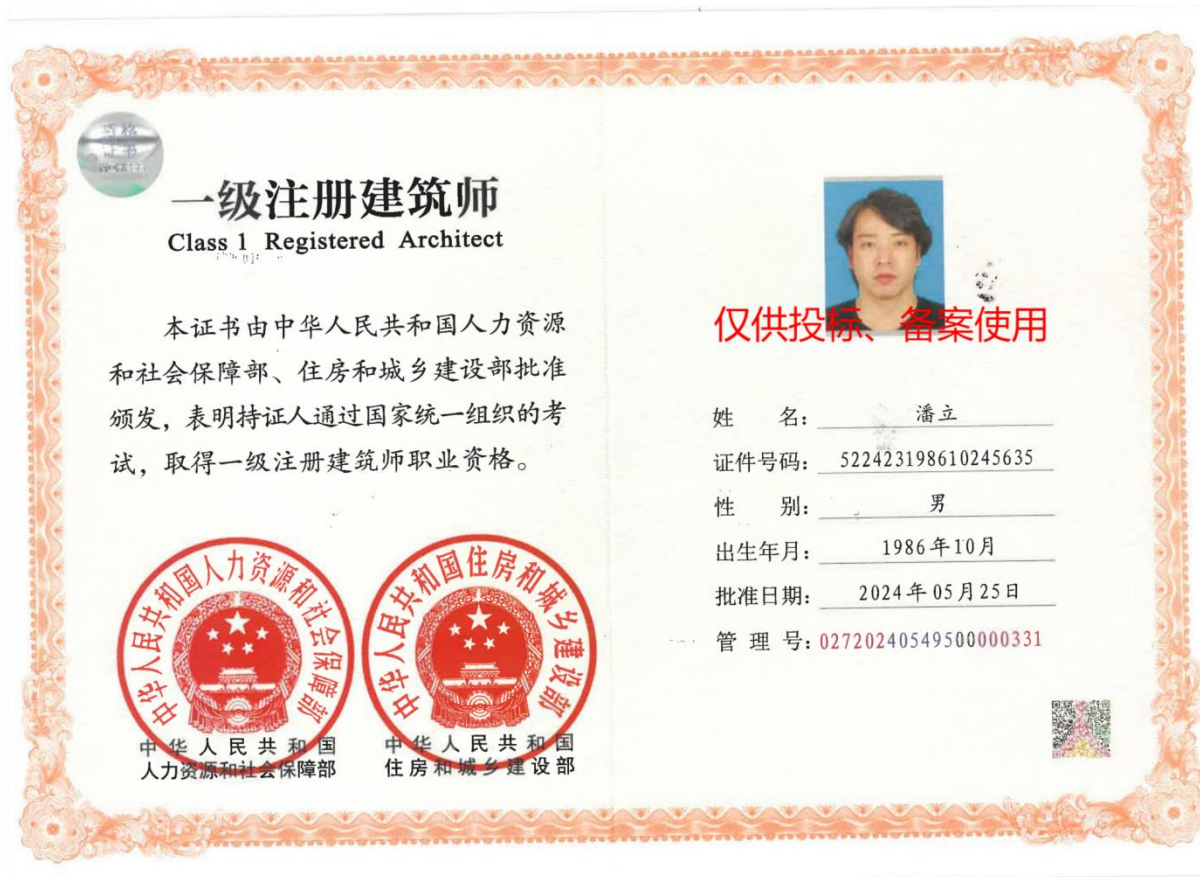 一级注册建筑师
Class 1 Registered Architect
本证书由中华人民共和国人力资源
和社会保障部、住房和城乡建设部批准
颁发，表明持证人通过国家统一组织的考
试，取得一级注册建筑师职业资格。
中华人民共和国人力资源和社会保障部
中华人民共和国
人力资源和社会保障部
中华人民共和国住房和城乡建设部
中华人民共和国
住房和城乡建设部
仅供投标、备案使用
姓 名：潘立
证件号码：522423198610245635
性 别：男
出生年月：1986年10月
批准日期：2024年05月25日
管 理 号：02720240549500000331